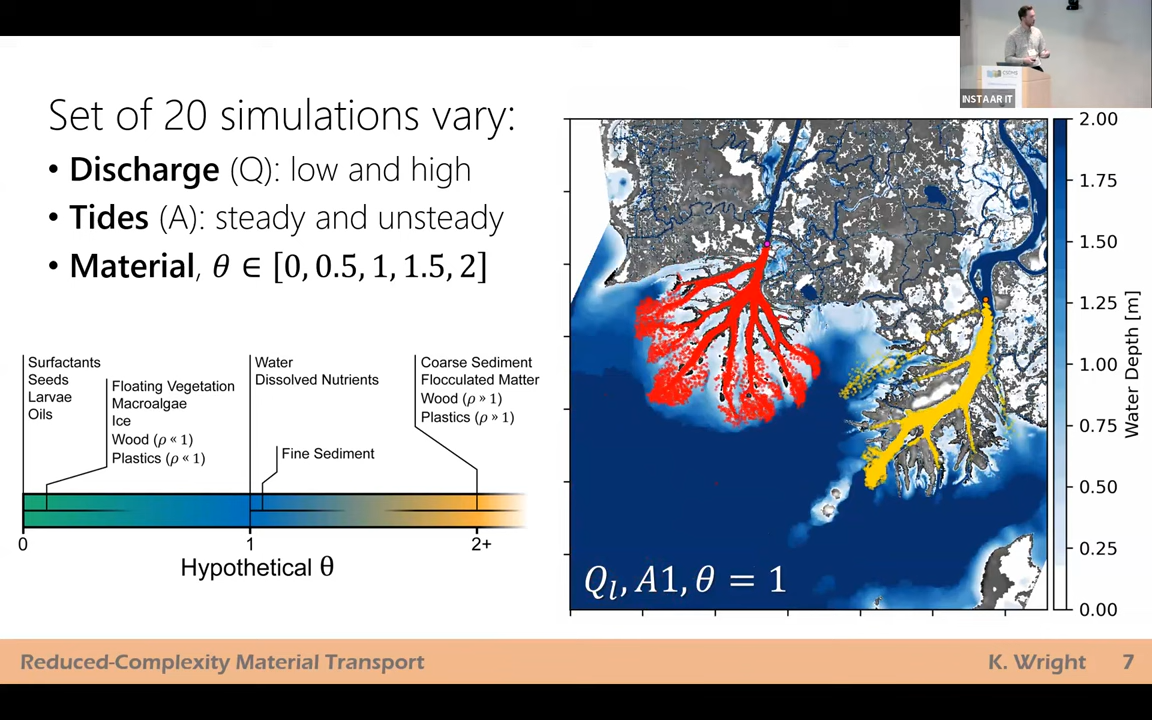 Set of 20 simulations vary:
• Discharge (Q): low and high
• Tides (A): steady and unsteady
• Material, θ ∈ [0, 0.5, 1, 1.5, 2]
Surfactants
Seeds
Larvae
Oils
Floating Vegetation
Macroalgae
Ice
Wood (ρ « 1)
Plastics (ρ « 1)
Water
Dissolved Nutrients
Fine Sediment
Coarse Sediment
Flocculated Matter
Wood (ρ » 1)
Plastics (ρ » 1)
0
1
2+
Hypothetical θ
Q_l, A1, θ = 1
2.00
1.75
1.50
1.25
1.00
0.75
0.50
0.25
0.00
Water Depth [m]
INSTAAR IT
Reduced-Complexity Material Transport
K. Wright 7